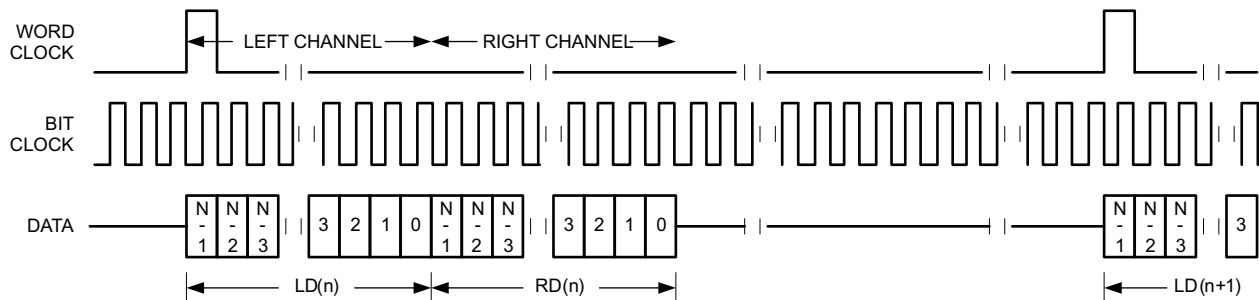 WORD
CLOCK
LEFT CHANNEL
RIGHT CHANNEL
BIT
CLOCK
DATA
N-1
N-2
N-3
3
2
1
0
N-1
N-2
N-3
3
2
1
0
N-1
N-2
N-3
3
LD(n)
RD(n)
LD(n+1)